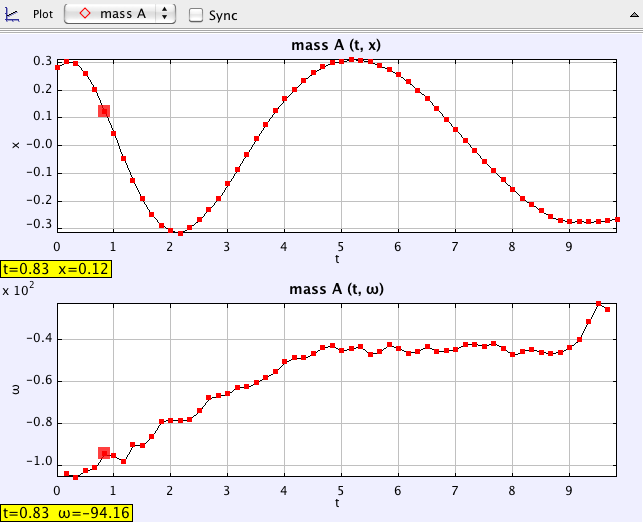 Plot mass A Sync
mass A (t, x)
0.3
0.2
0.1
-0.0
-0.1
-0.2
-0.3
x
0 1 2 3 4 5 6 7 8 9
t
t=0.83 x=0.12
x 10²
mass A (t, ω)
-0.4
-0.6
-0.8
-1.0
ω
0 1 2 3 4 5 6 7 8 9
t
t=0.83 ω=-94.16